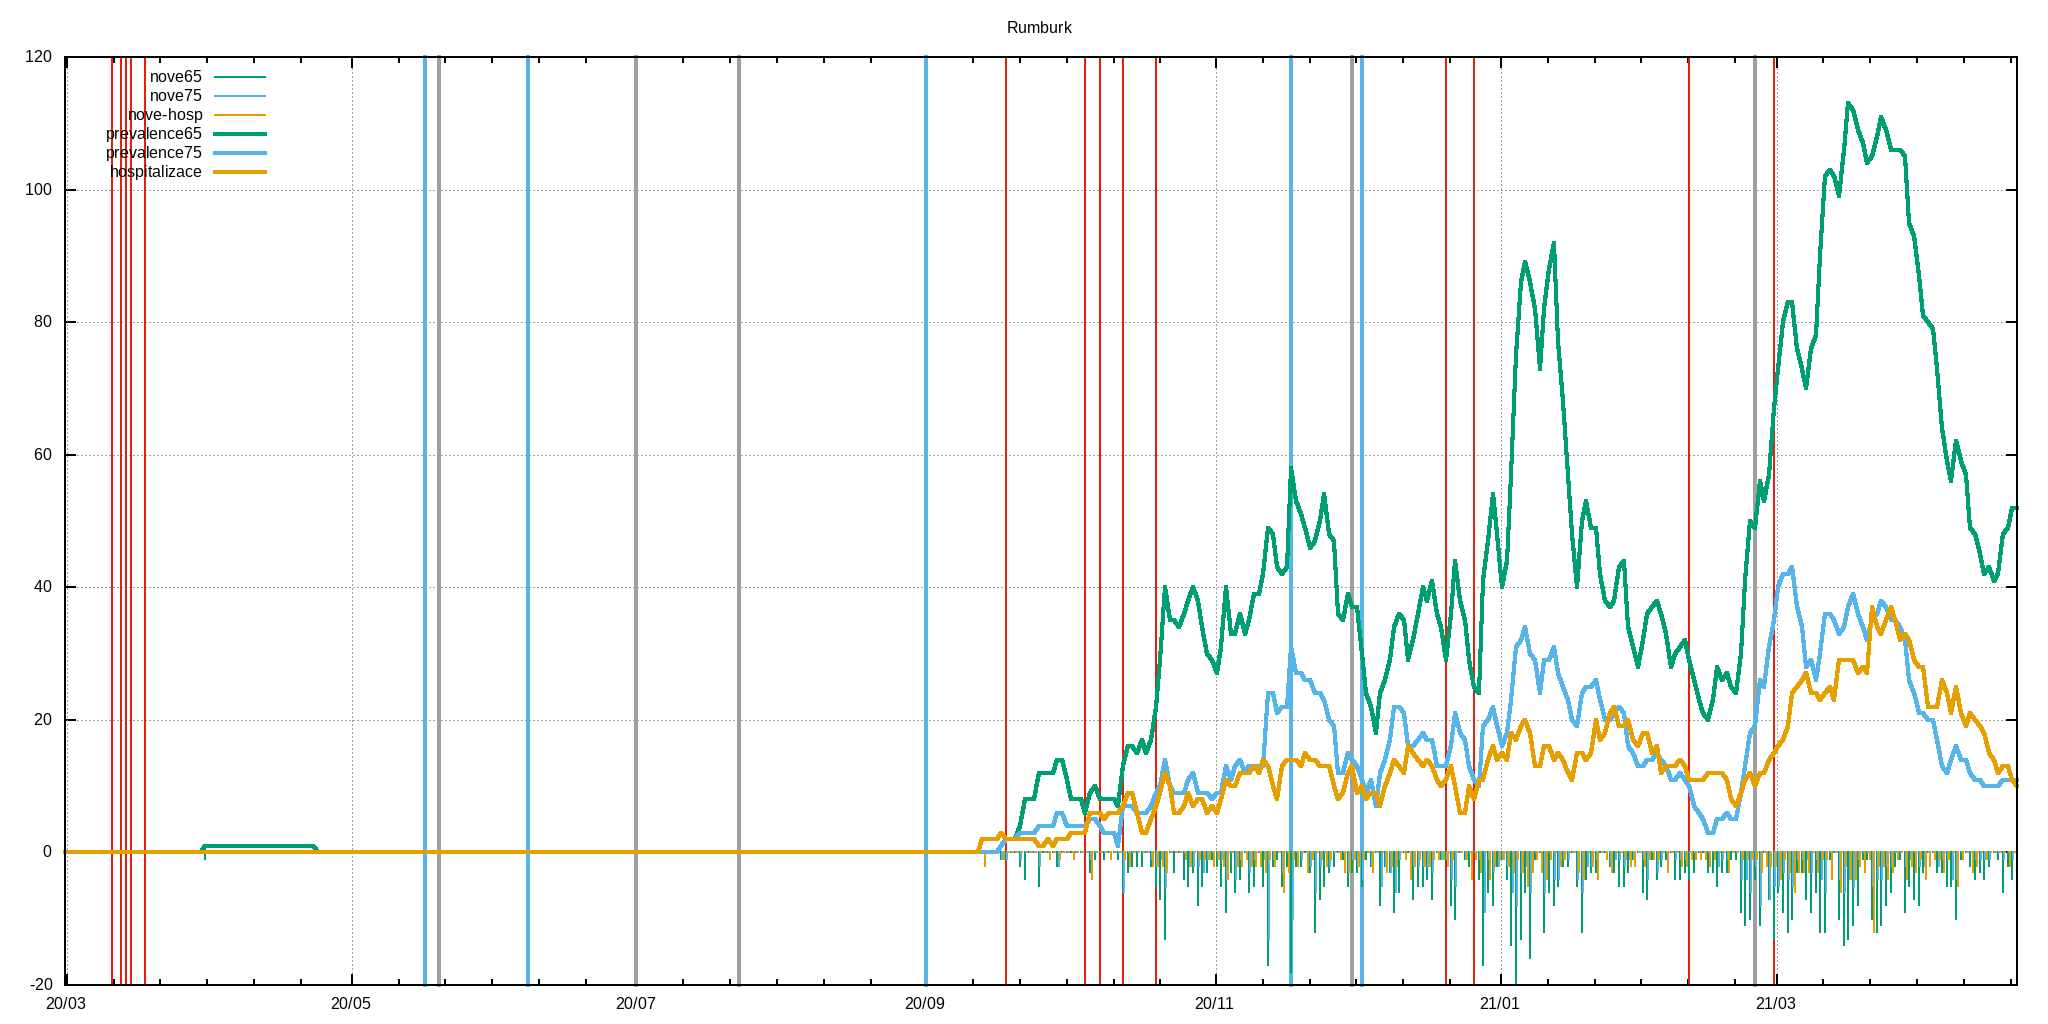 Rumburk
120
100
80
60
40
20
0
-20
nove65
nove75
nove-hosp
prevalence65
prevalence75
hospitalizace
20/03 20/05 20/07 20/09 20/11 21/01 21/03